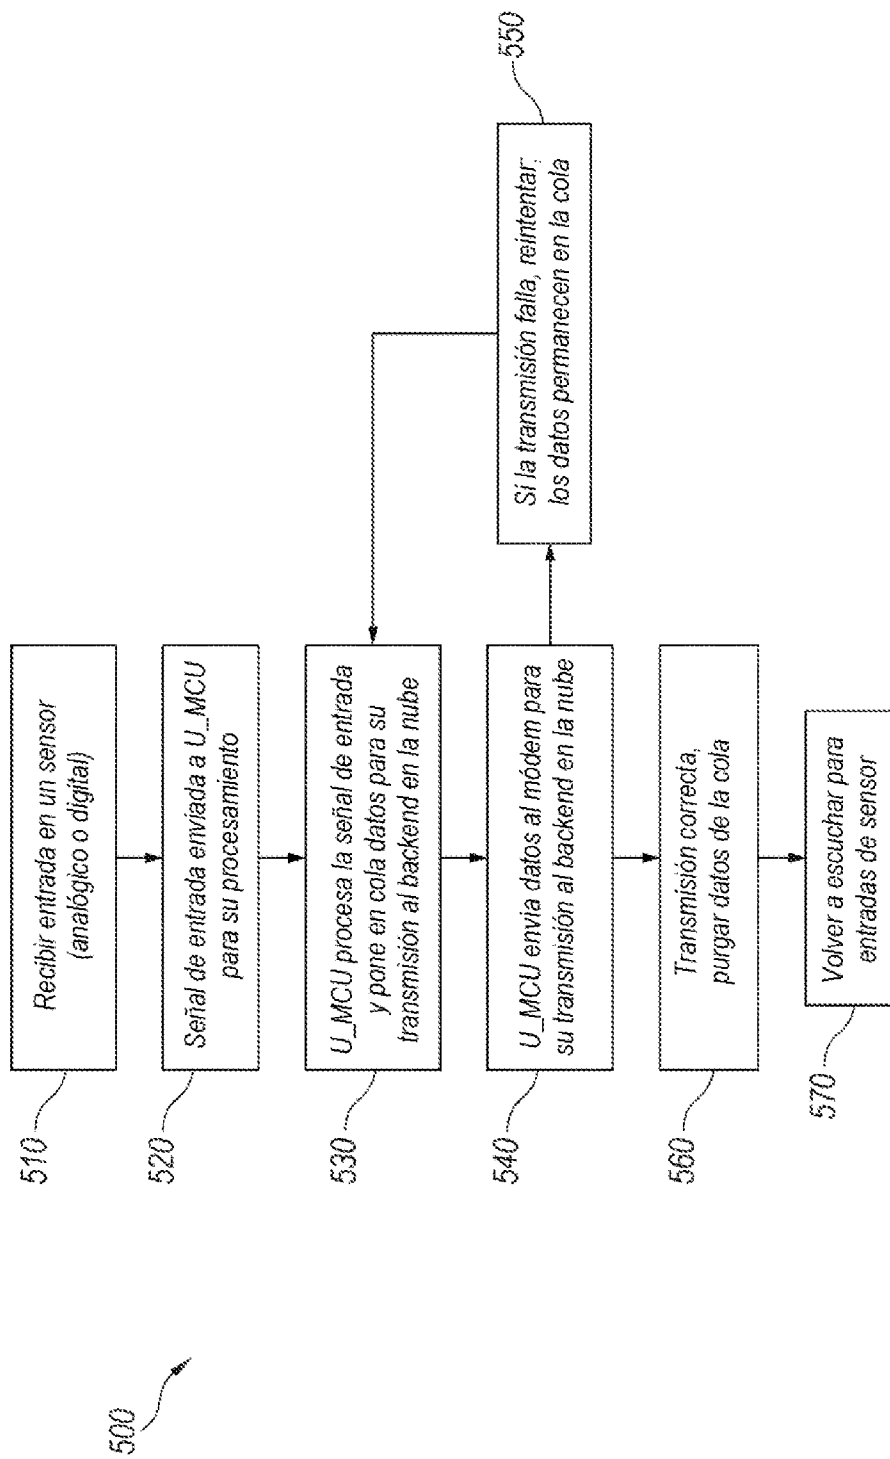 500
510
Recibir entrada en un sensor
(analógico o digital)
520
Señal de entrada enviada a U_MCU
para su procesamiento
530
U_MCU procesa la señal de entrada
y pone en cola datos para su
transmisión al backend en la nube
540
U_MCU envia datos al módem para
su transmisión al backend en la nube
550
Si la transmisión falla, reintentar;
los datos permanecen en la cola
560
Transmisión correcta,
purgar datos de la cola
570
Volver a escuchar para
entradas de sensor